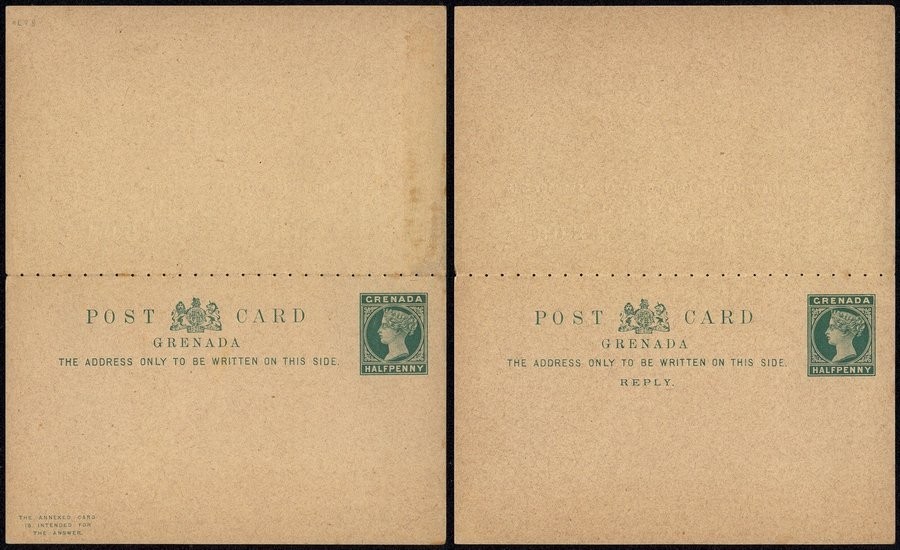 POST CARD
GRENADA
THE ADDRESS ONLY TO BE WRITTEN ON THIS SIDE.
GRENADA
HALFPENNY
THE ANNEXED CARD
IS INTENDED FOR
THE ANSWER.
POST CARD
GRENADA
THE ADDRESS ONLY TO BE WRITTEN ON THIS SIDE.
REPLY.
GRENADA
HALFPENNY